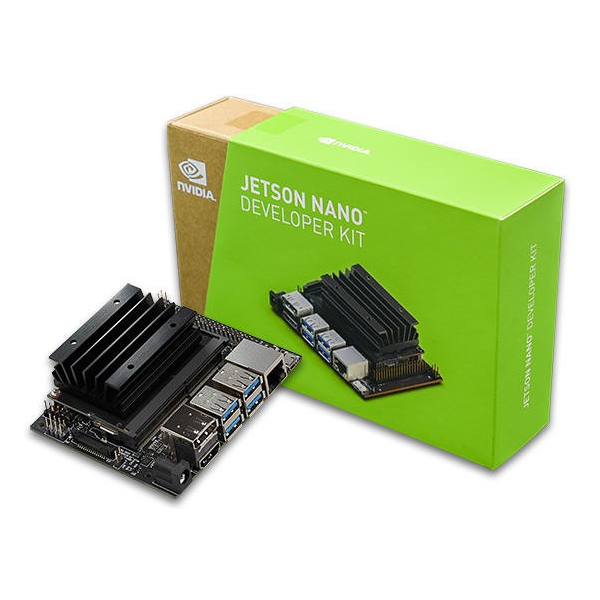 NVIDIA
NVIDIA.
JETSON NANO™
DEVELOPER KIT
JETSON NANO™ DEVELOPER KIT